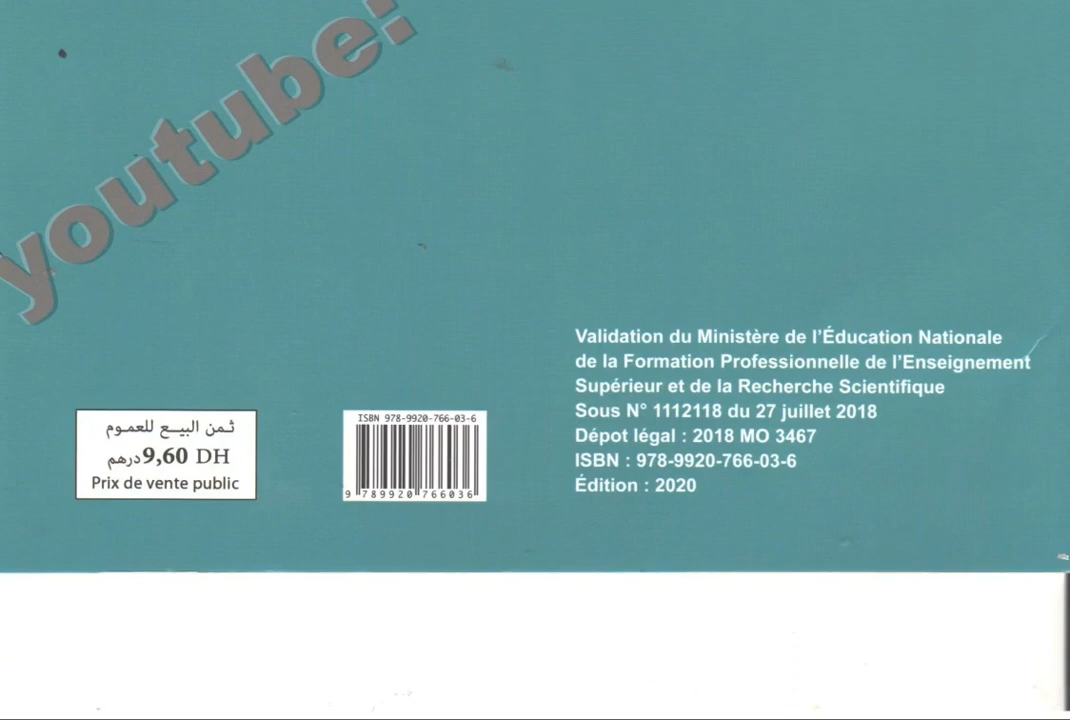 youtube:
Validation du Ministère de l'Éducation Nationale
de la Formation Professionnelle de l'Enseignement
Supérieur et de la Recherche Scientifique
Sous N° 1112118 du 27 juillet 2018
Dépot légal : 2018 MO 3467
ISBN : 978-9920-766-03-6
Édition : 2020
ثمن البيع للعموم
9,60 DH درهم
Prix de vente public
ISBN 978-9920-766-03-6
9 789920 766036